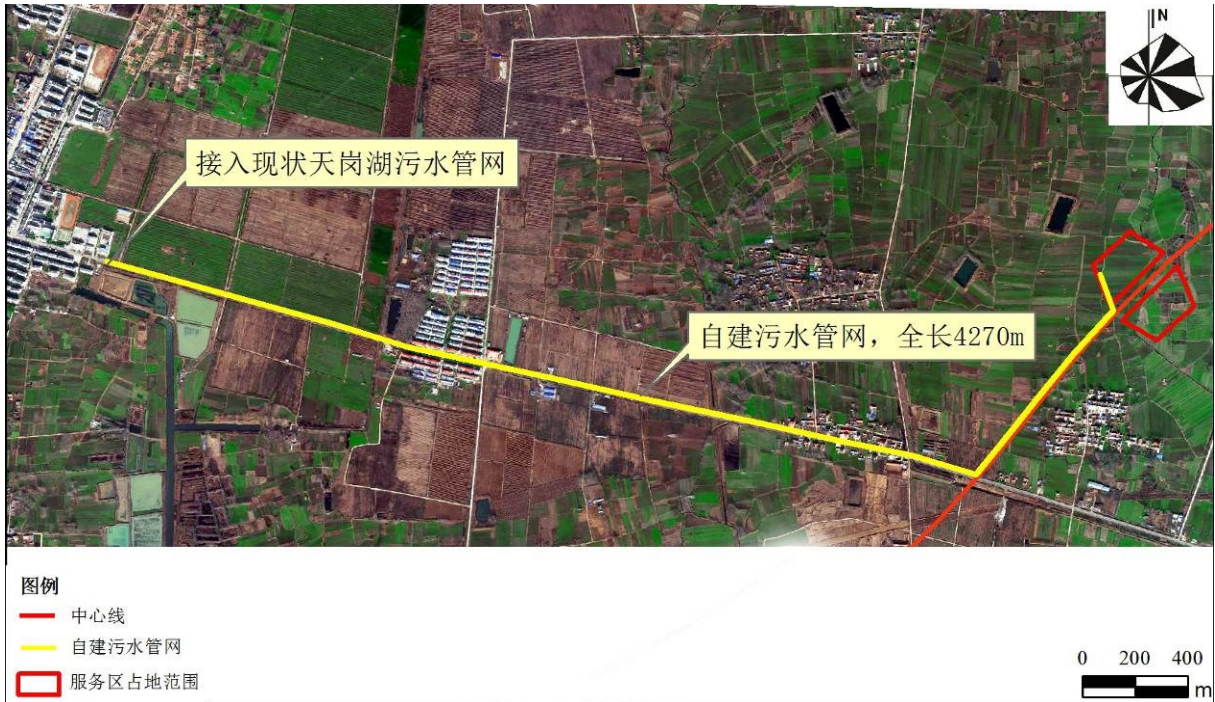 N
接入现状天岗湖污水管网
自建污水管网，全长4270m
图例
中心线
自建污水管网
服务区占地范围
0 200 400
m